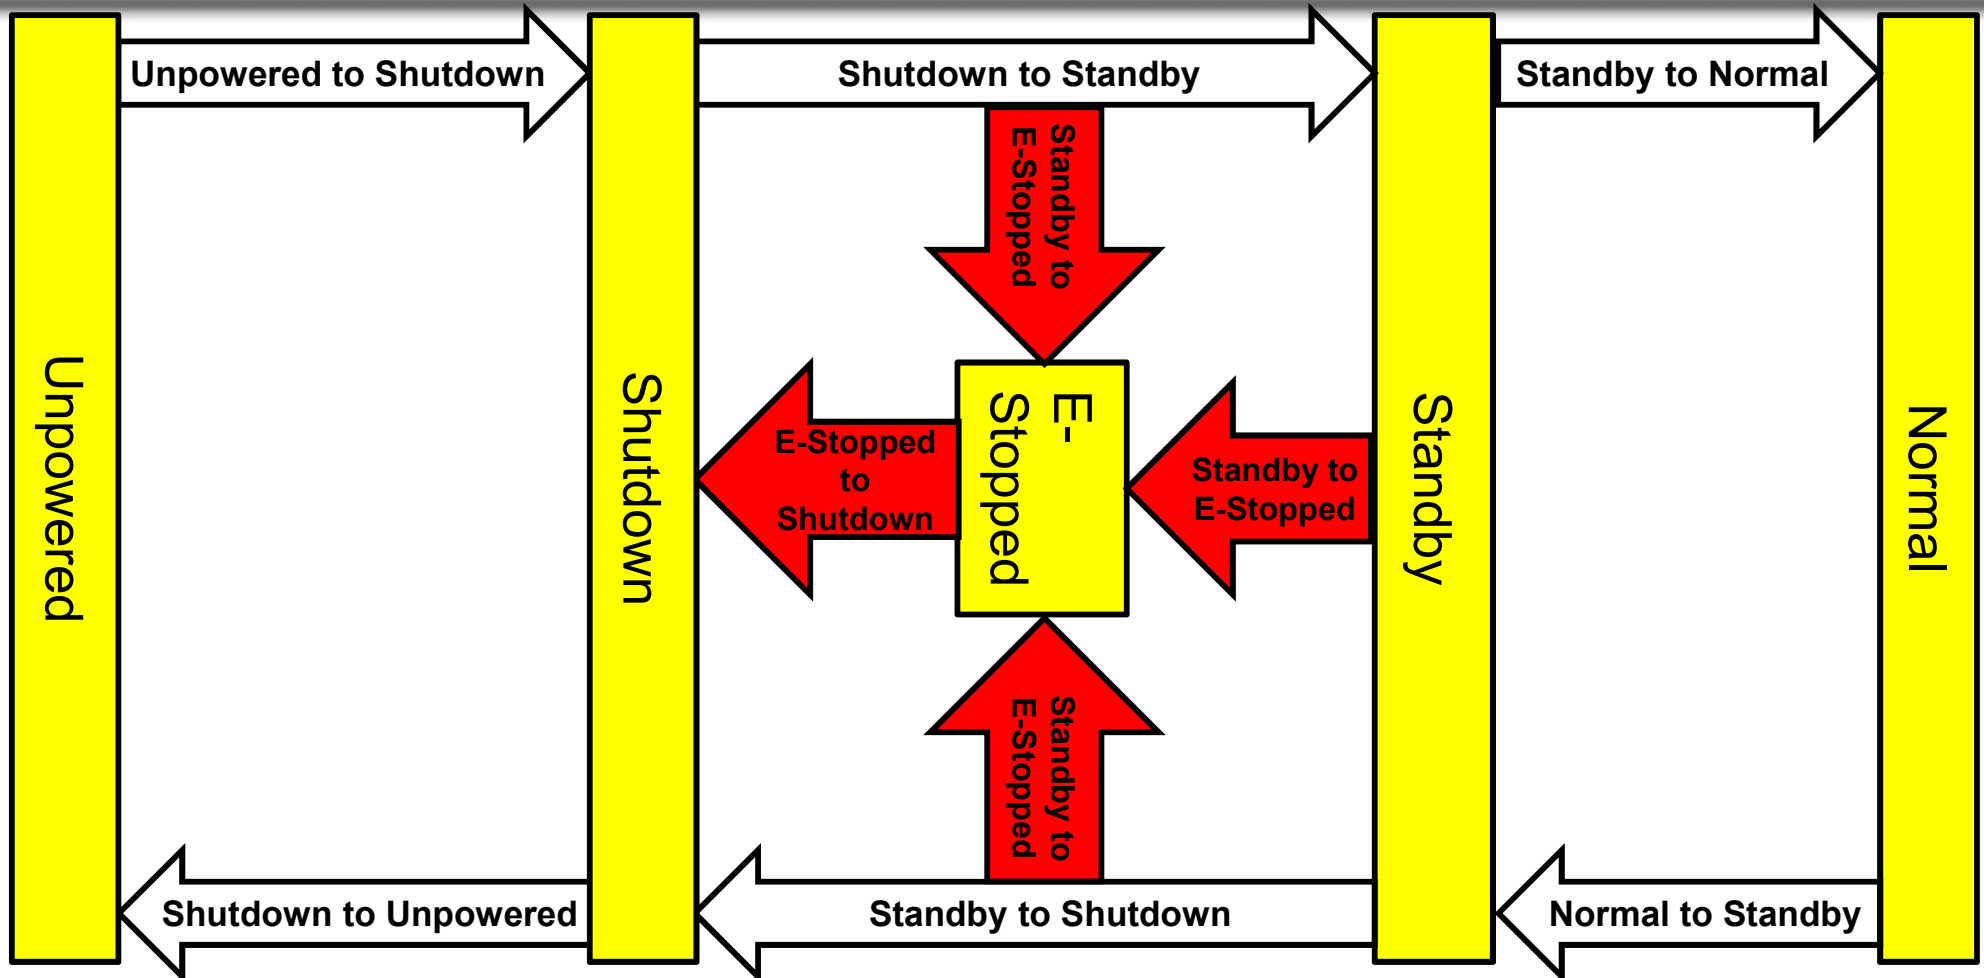 Unpowered to Shutdown
Shutdown to Standby
Standby to Normal
Standby to
E-Stopped
Unpowered
Shutdown
E-Stopped
to
Shutdown
E-
Stopped
Standby to
E-Stopped
Standby
Normal
Standby to
E-Stopped
Shutdown to Unpowered
Standby to Shutdown
Normal to Standby